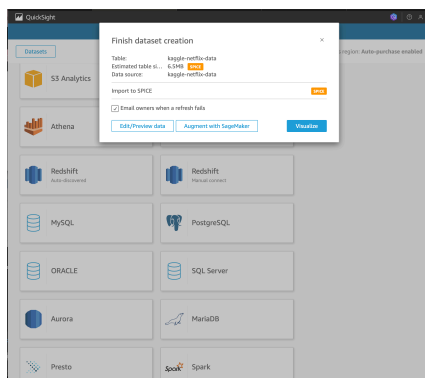 QuickSight
Finish dataset creation
Table: kaggle-netflix-data
Estimated table si... 6.5MB SPICE
Data source: kaggle-netflix-data
Import to SPICE SPICE
Email owners when a refresh fails
Edit/Preview data Augment with SageMaker Visualize
Datasets
region: Auto-purchase enabled
S3 Analytics
Athena
Redshift
Auto-discovered
Redshift
Manual connect
MySQL
PostgreSQL
ORACLE
SQL Server
Aurora
MariaDB
Presto
Spark Spark